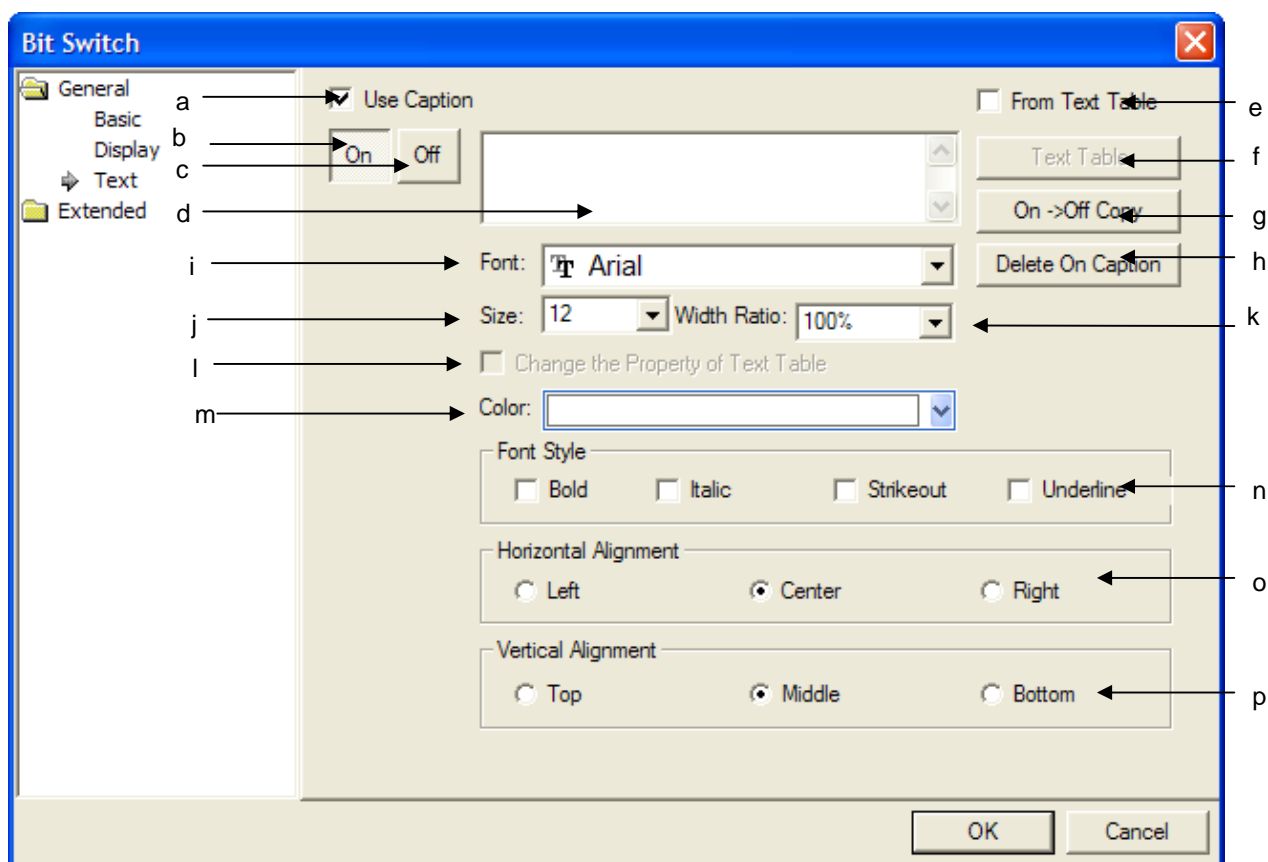 Bit Switch
General
Basic
Display
Text
Extended
a
Use Caption
From Text Table
e
b
On
Off
Text Table
f
c
d
On ->Off Copy
g
i
Font:
Arial
Delete On Caption
h
j
Size:
12
Width Ratio:
100%
k
l
Change the Property of Text Table
m
Color:
Font Style
Bold
Italic
Strikeout
Underline
n
Horizontal Alignment
Left
Center
Right
o
Vertical Alignment
Top
Middle
Bottom
p
OK
Cancel